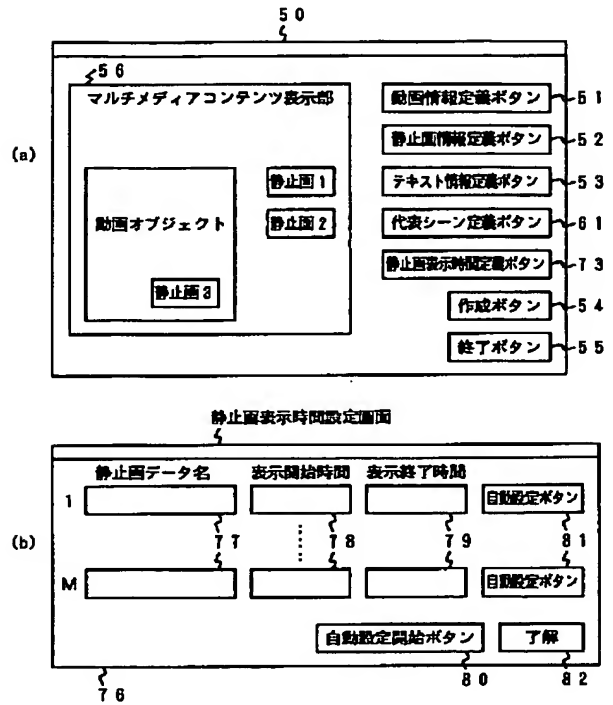 50
56
マルチメディアコンテンツ表示部
動画情報定義ボタン 51
(a)
静止画情報定義ボタン 52
静止画1
テキスト情報定義ボタン 53
動画オブジェクト
静止画2
代表シーン定義ボタン 61
静止画3
静止画表示時間定義ボタン 73
作成ボタン 54
終了ボタン 55
静止画表示時間設定画面
静止画データ名 表示開始時間 表示終了時間
1 自動設定ボタン
(b)
77 78 79 81
M 自動設定ボタン
自動設定開始ボタン 了解
76 80 82